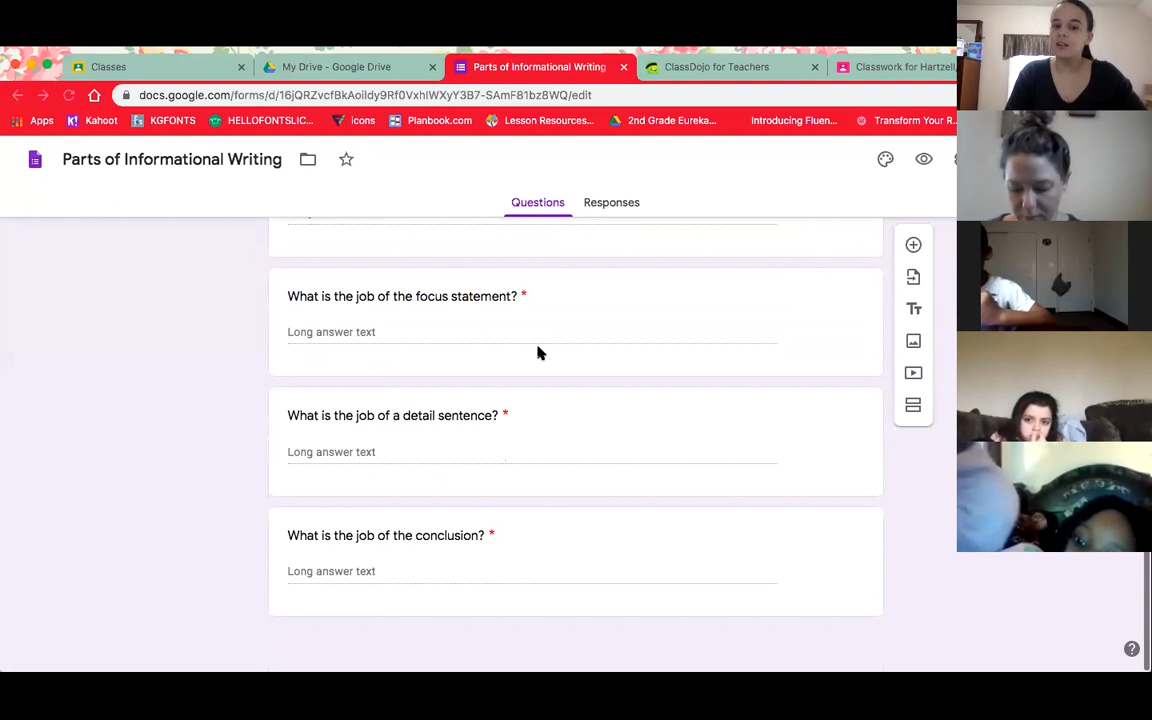 Classes
My Drive - Google Drive
Parts of Informational Writing
ClassDojo for Teachers
Classwork for Hartzell,
docs.google.com/forms/d/16jQRZvcfBkAoiIdy9Rf0VxhIWXyY3B7-SAmF81bz8WQ/edit
Apps
Kahoot
KGFONTS
HELLOFONTSLIC...
icons
Planbook.com
Lesson Resources...
2nd Grade Eureka...
Introducing Fluen...
Transform Your R...
Parts of Informational Writing
Questions
Responses
What is the job of the focus statement? *
Long answer text
What is the job of a detail sentence? *
Long answer text
What is the job of the conclusion? *
Long answer text